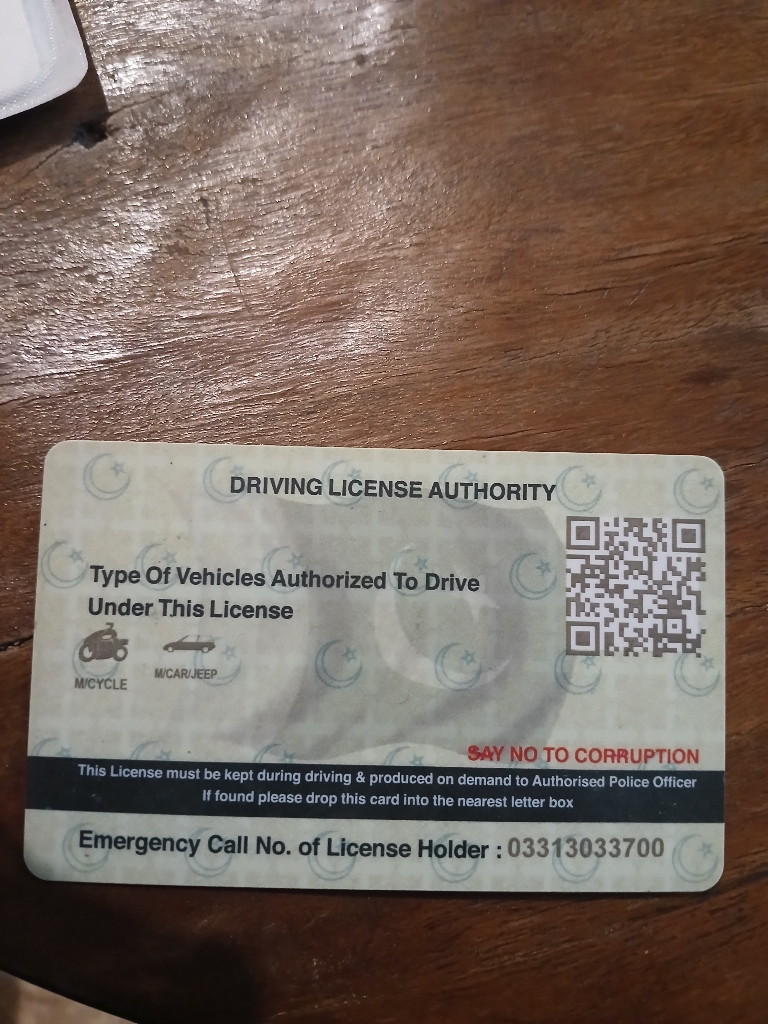 DRIVING LICENSE AUTHORITY
Type Of Vehicles Authorized To Drive
Under This License
M/CYCLE
M/CAR/JEEP
SAY NO TO CORRUPTION
This License must be kept during driving & produced on demand to Authorised Police Officer
If found please drop this card into the nearest letter box
Emergency Call No. of License Holder : 03313033700